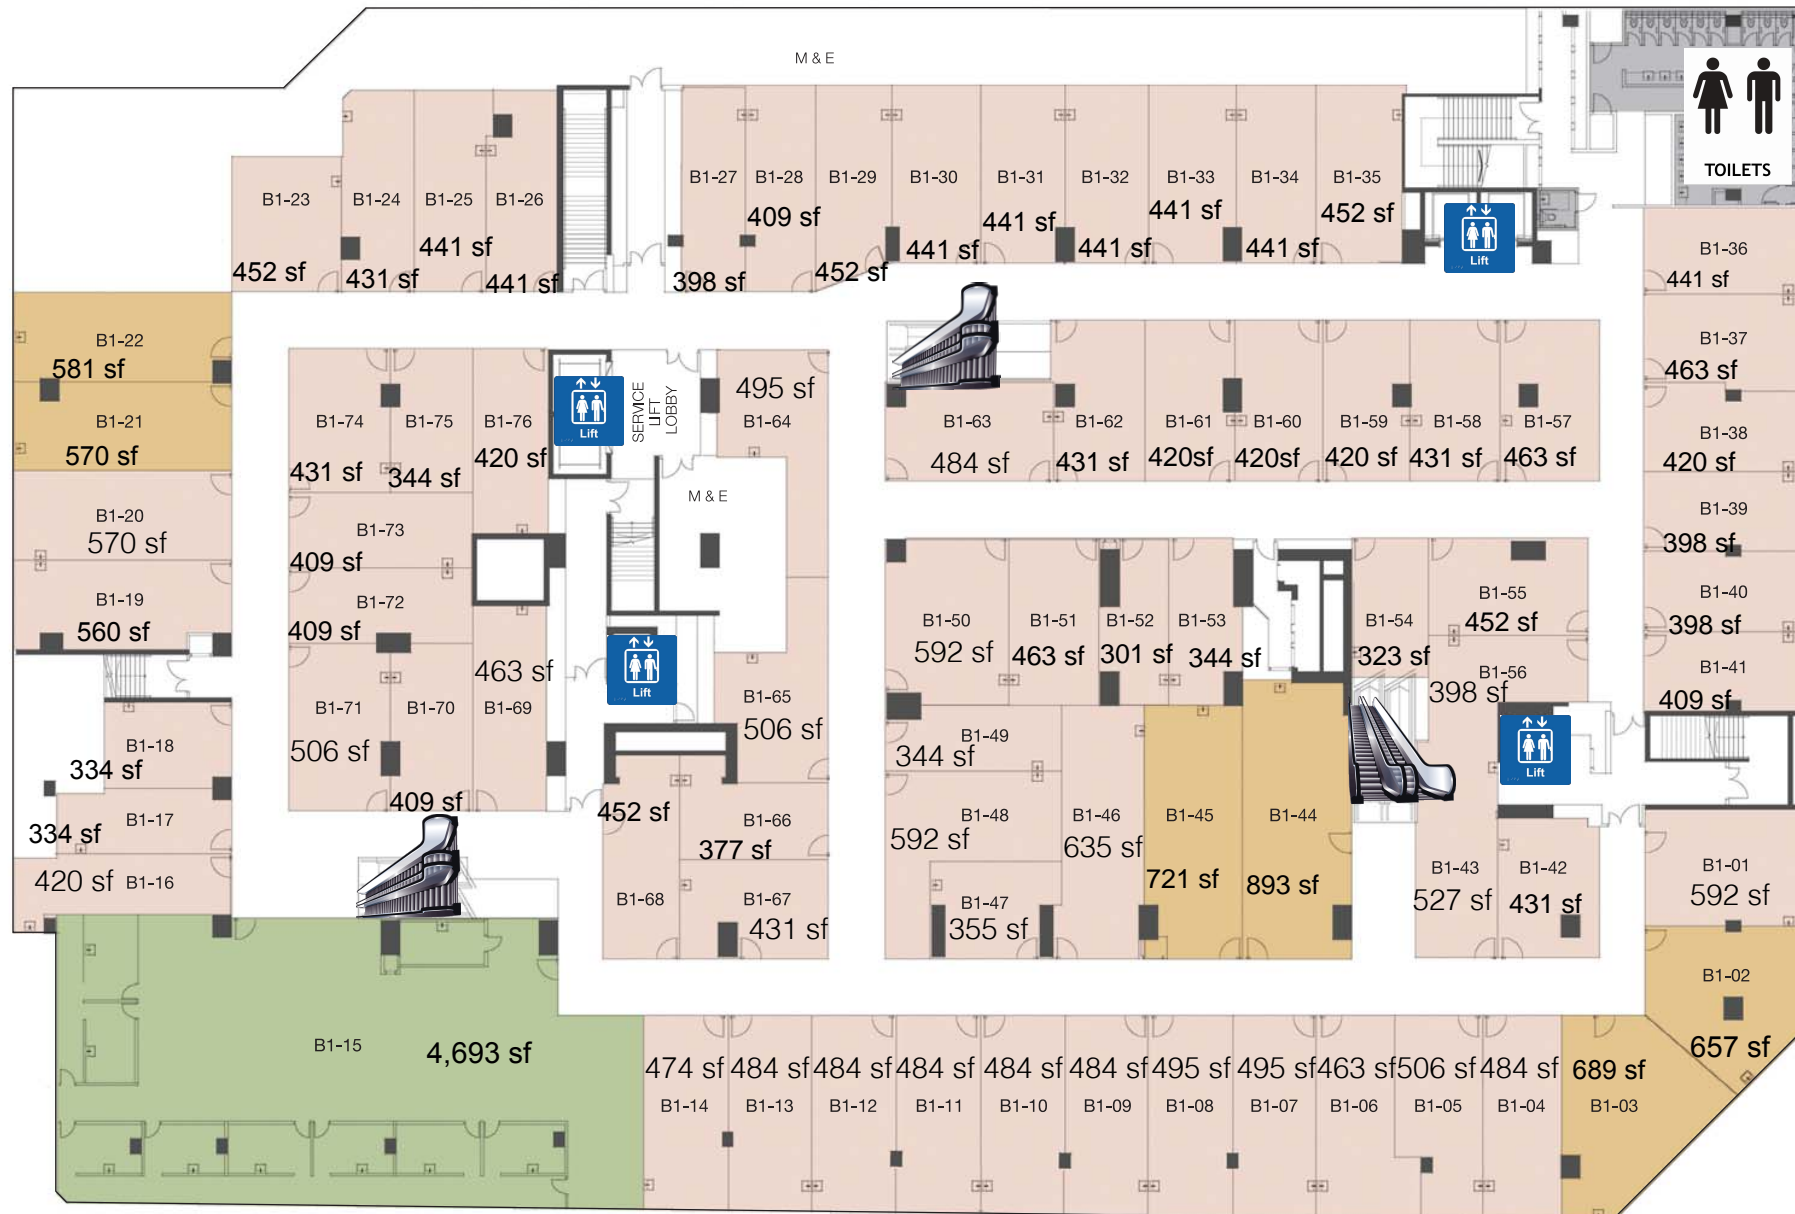 M & E
TOILETS
B1-23
452 sf
B1-24
431 sf
B1-25
441 sf
B1-26
441 sf
B1-27
398 sf
B1-28
409 sf
B1-29
452 sf
B1-30
441 sf
B1-31
441 sf
B1-32
441 sf
B1-33
441 sf
B1-34
441 sf
B1-35
452 sf
Lift
B1-36
441 sf
B1-37
463 sf
B1-38
420 sf
B1-39
398 sf
B1-40
398 sf
B1-41
409 sf
B1-22
581 sf
B1-21
570 sf
B1-20
570 sf
B1-19
560 sf
B1-18
334 sf
B1-17
334 sf
B1-16
420 sf
B1-74
431 sf
B1-75
344 sf
B1-76
420 sf
B1-73
409 sf
B1-72
409 sf
B1-71
506 sf
B1-70
409 sf
B1-69
463 sf
Lift
SERVICE
LIFT
LOBBY
M & E
495 sf
B1-64
Lift
B1-65
506 sf
452 sf
B1-68
B1-66
377 sf
B1-67
431 sf
B1-63
484 sf
B1-62
431 sf
B1-61
420sf
B1-60
420sf
B1-59
420 sf
B1-58
431 sf
B1-57
463 sf
B1-50
592 sf
B1-51
463 sf
B1-52
301 sf
B1-53
344 sf
B1-54
323 sf
B1-55
452 sf
B1-56
398 sf
B1-49
344 sf
B1-48
592 sf
B1-47
355 sf
B1-46
635 sf
B1-45
721 sf
B1-44
893 sf
Lift
B1-43
527 sf
B1-42
431 sf
B1-01
592 sf
B1-02
657 sf
B1-15
4,693 sf
474 sf
B1-14
484 sf
B1-13
484 sf
B1-12
484 sf
B1-11
484 sf
B1-10
484 sf
B1-09
495 sf
B1-08
495 sf
B1-07
463 sf
B1-06
506 sf
B1-05
484 sf
B1-04
689 sf
B1-03